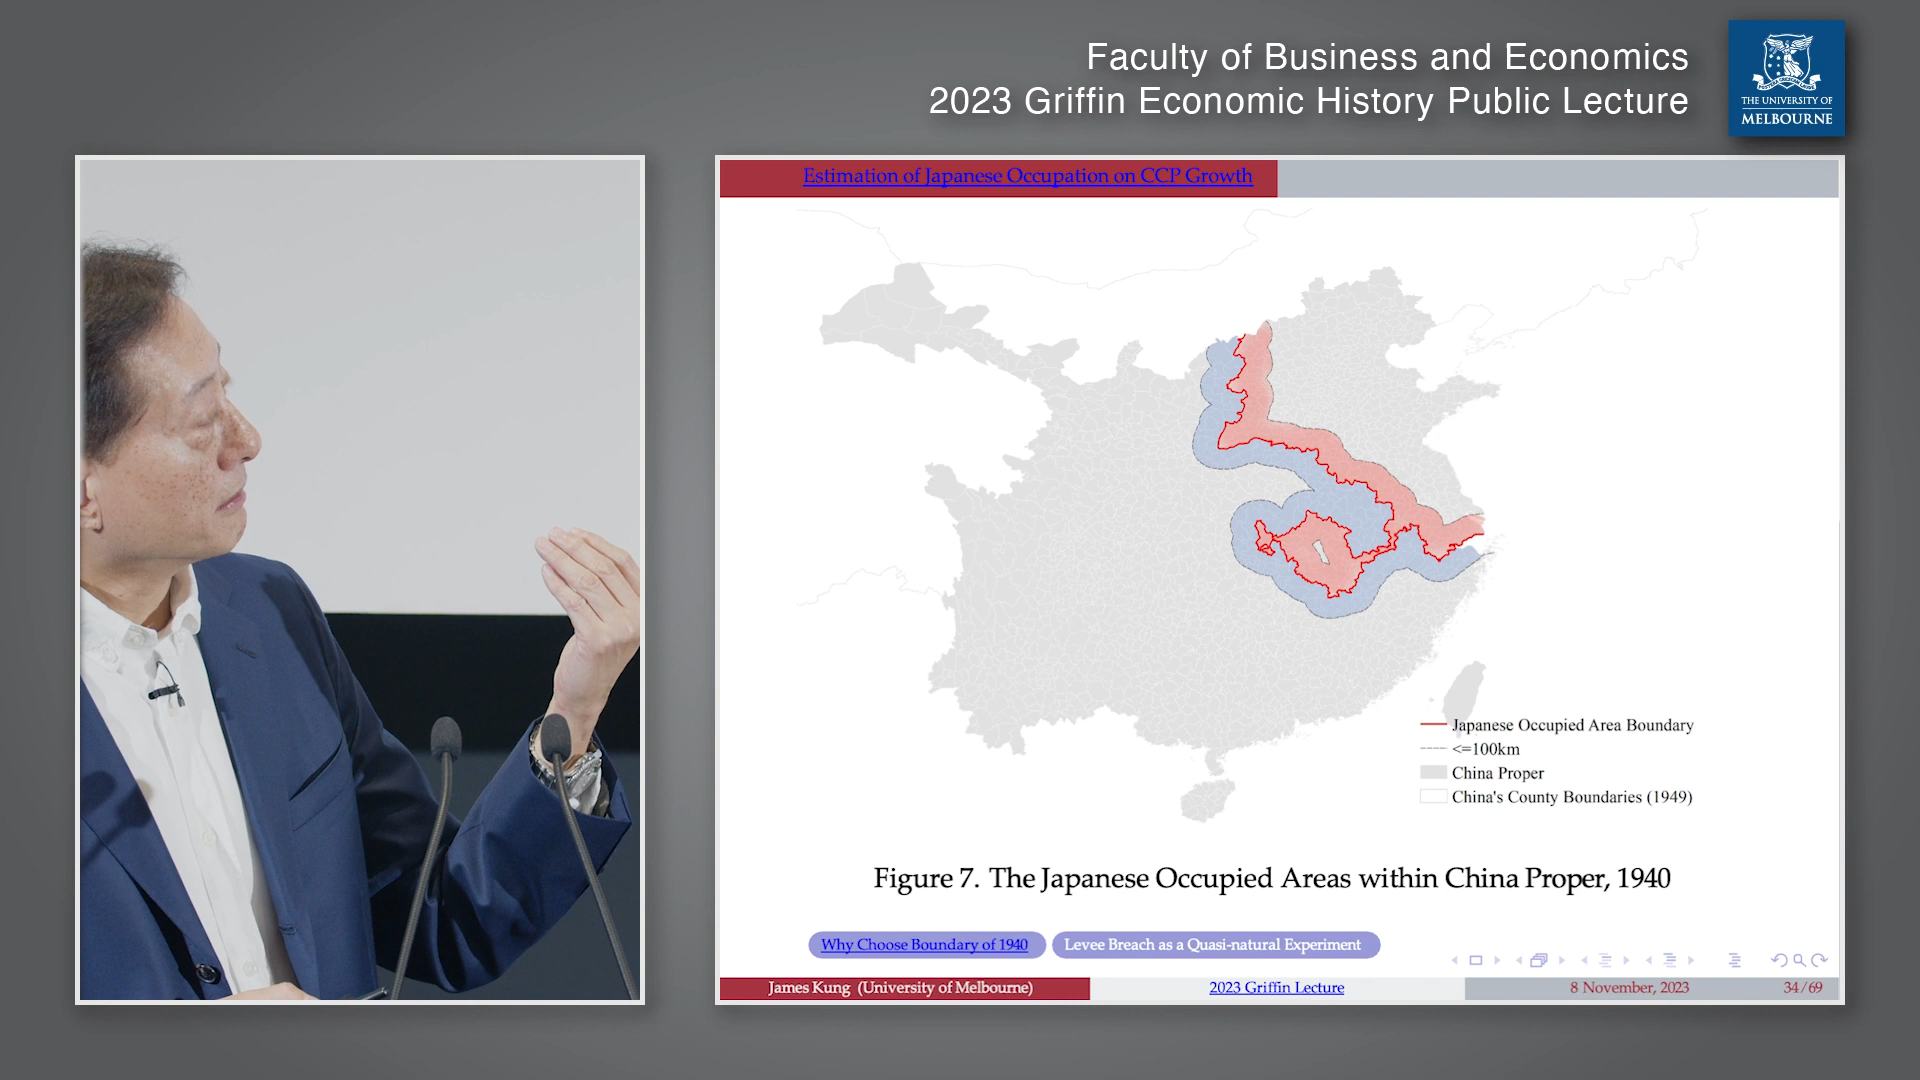 Faculty of Business and Economics
2023 Griffin Economic History Public Lecture
THE UNIVERSITY OF
MELBOURNE
Estimation of Japanese Occupation on CCP Growth
Japanese Occupied Area Boundary
<=100km
China Proper
China's County Boundaries (1949)
Figure 7. The Japanese Occupied Areas within China Proper, 1940
Why Choose Boundary of 1940
Levee Breach as a Quasi-natural Experiment
James Kung (University of Melbourne)
2023 Griffin Lecture
8 November, 2023
34/69